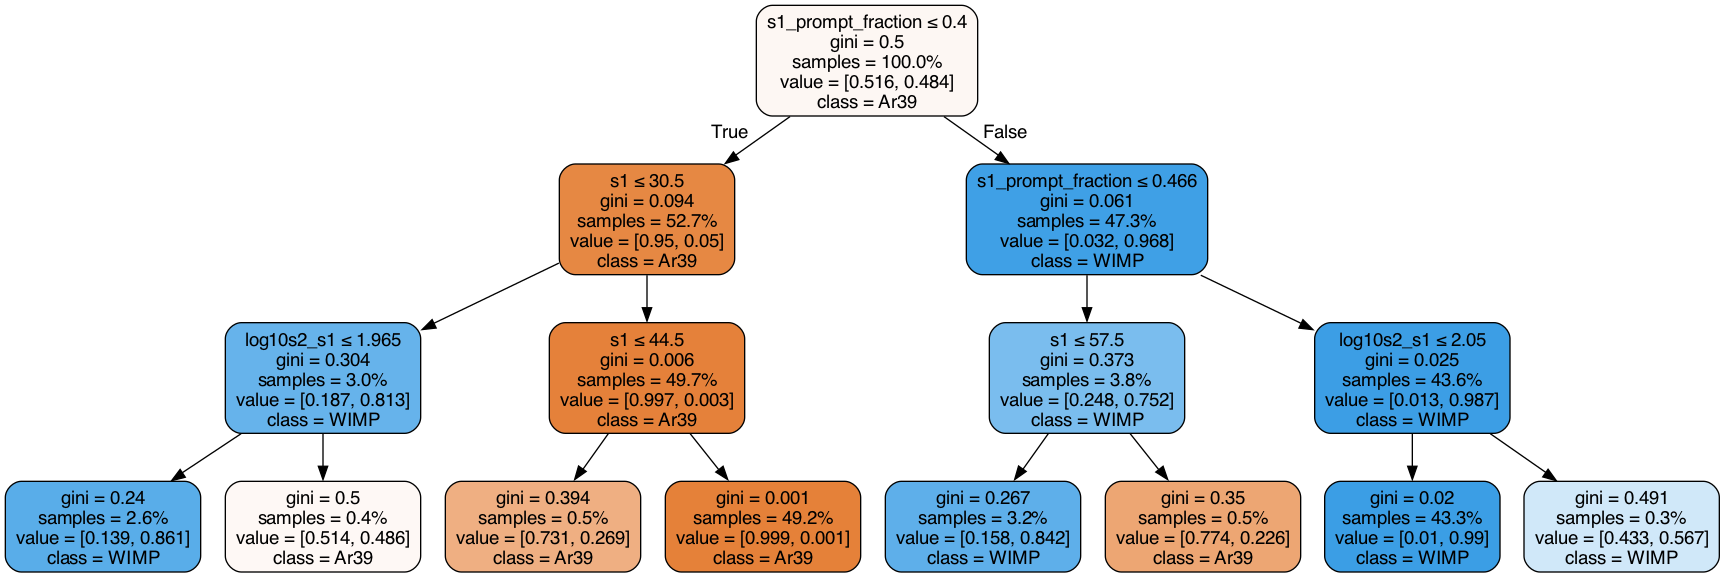 s1_prompt_fraction ≤ 0.4
gini = 0.5
samples = 100.0%
value = [0.516, 0.484]
class = Ar39
True
False
s1 ≤ 30.5
gini = 0.094
samples = 52.7%
value = [0.95, 0.05]
class = Ar39
s1_prompt_fraction ≤ 0.466
gini = 0.061
samples = 47.3%
value = [0.032, 0.968]
class = WIMP
log10s2_s1 ≤ 1.965
gini = 0.304
samples = 3.0%
value = [0.187, 0.813]
class = WIMP
s1 ≤ 44.5
gini = 0.006
samples = 49.7%
value = [0.997, 0.003]
class = Ar39
s1 ≤ 57.5
gini = 0.373
samples = 3.8%
value = [0.248, 0.752]
class = WIMP
log10s2_s1 ≤ 2.05
gini = 0.025
samples = 43.6%
value = [0.013, 0.987]
class = WIMP
gini = 0.24
samples = 2.6%
value = [0.139, 0.861]
class = WIMP
gini = 0.5
samples = 0.4%
value = [0.514, 0.486]
class = Ar39
gini = 0.394
samples = 0.5%
value = [0.731, 0.269]
class = Ar39
gini = 0.001
samples = 49.2%
value = [0.999, 0.001]
class = Ar39
gini = 0.267
samples = 3.2%
value = [0.158, 0.842]
class = WIMP
gini = 0.35
samples = 0.5%
value = [0.774, 0.226]
class = Ar39
gini = 0.02
samples = 43.3%
value = [0.01, 0.99]
class = WIMP
gini = 0.491
samples = 0.3%
value = [0.433, 0.567]
class = WIMP